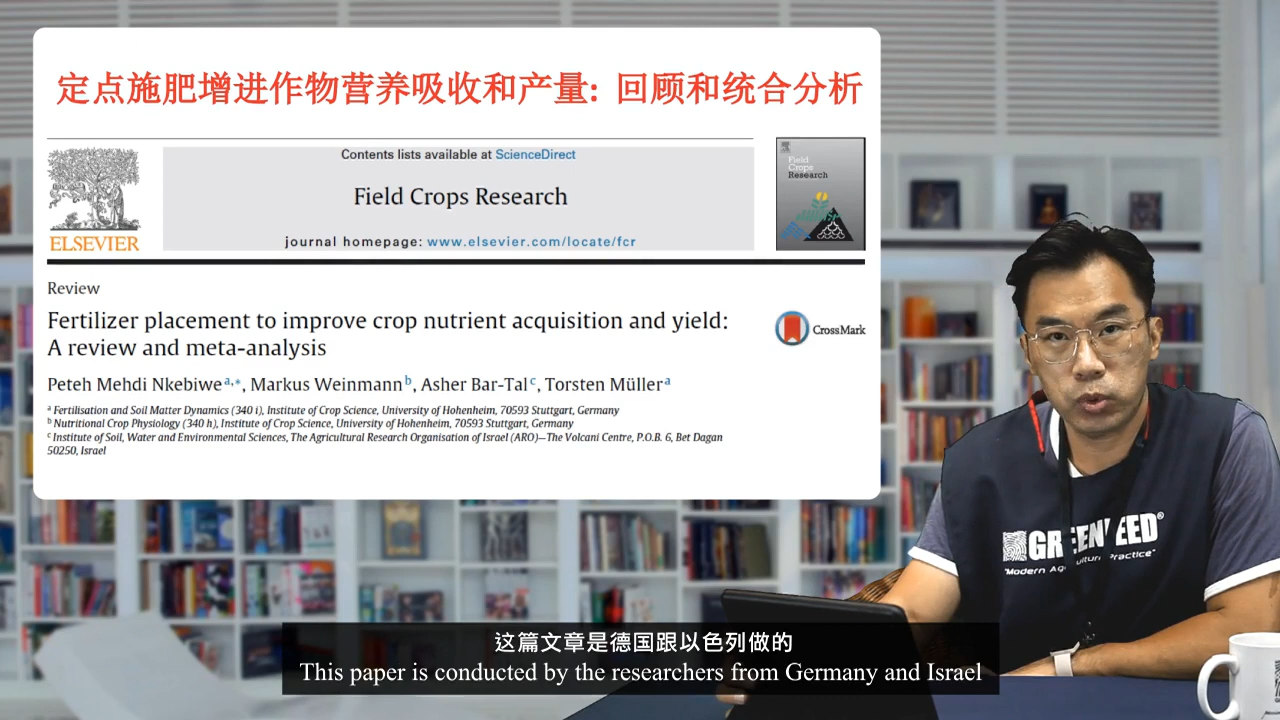 定点施肥增进作物营养吸收和产量: 回顾和统合分析
Contents lists available at ScienceDirect
Field Crops Research
journal homepage: www.elsevier.com/locate/fcr
ELSEVIER
Field
Crops
Research
Review
Fertilizer placement to improve crop nutrient acquisition and yield:
A review and meta-analysis
CrossMark
Peteh Mehdi Nkebiwe a,*, Markus Weinmann b, Asher Bar-Tal c, Torsten Müller a
a Fertilisation and Soil Matter Dynamics (340 i), Institute of Crop Science, University of Hohenheim, 70593 Stuttgart, Germany
b Nutritional Crop Physiology (340 h), Institute of Crop Science, University of Hohenheim, 70593 Stuttgart, Germany
c Institute of Soil, Water and Environmental Sciences, The Agricultural Research Organisation of Israel (ARO)—The Volcani Centre, P.O.B. 6, Bet Dagan
50250, Israel
"Modern Practice"
这篇文章是德国跟以色列做的
This paper is conducted by the researchers from Germany and Israel